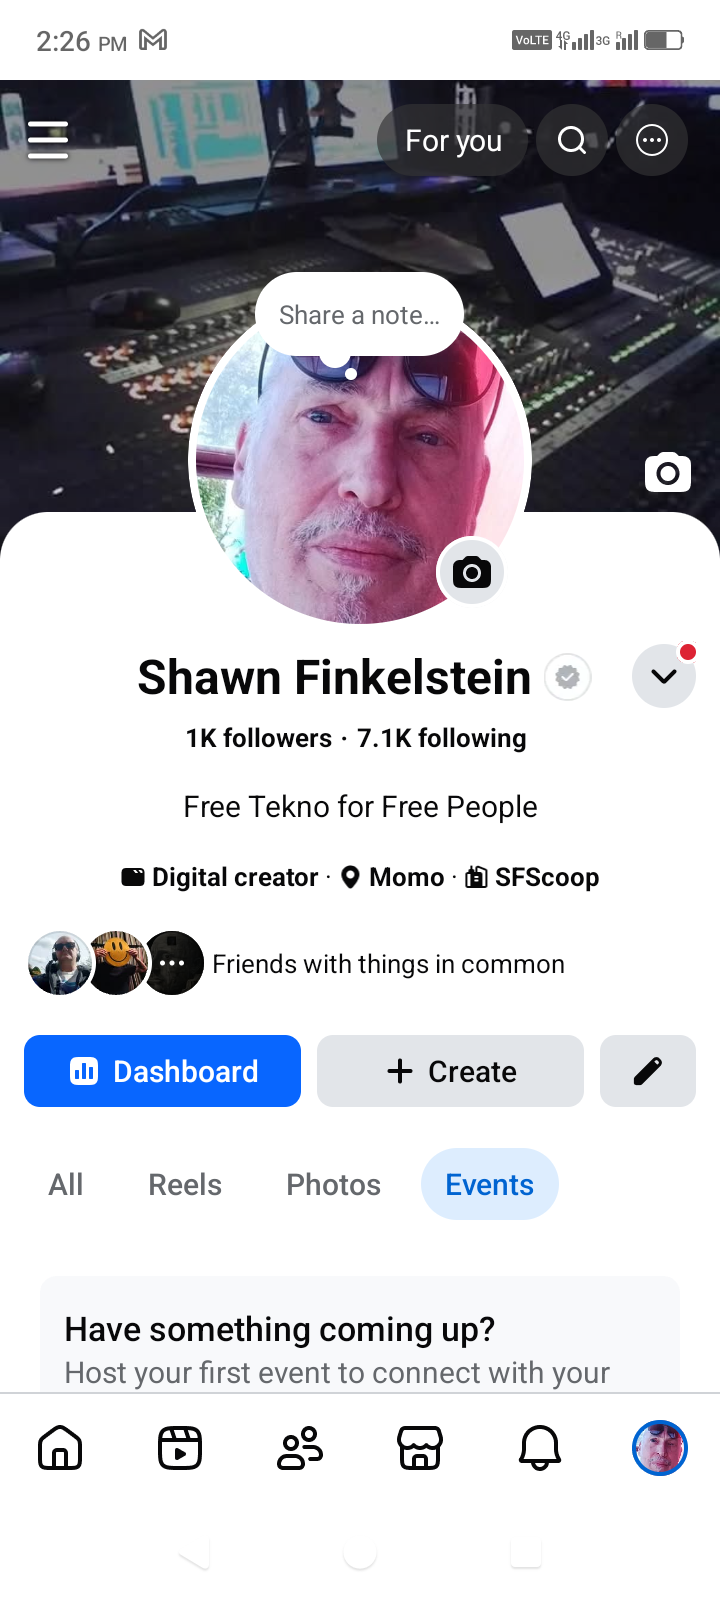 2:26 PM VoLTE 4G 3G R
For you
Share a note...
Shawn Finkelstein
1K followers · 7.1K following
Free Tekno for Free People
Digital creator · Momo · SFScoop
Friends with things in common
Dashboard + Create
All Reels Photos Events
Have something coming up?
Host your first event to connect with your